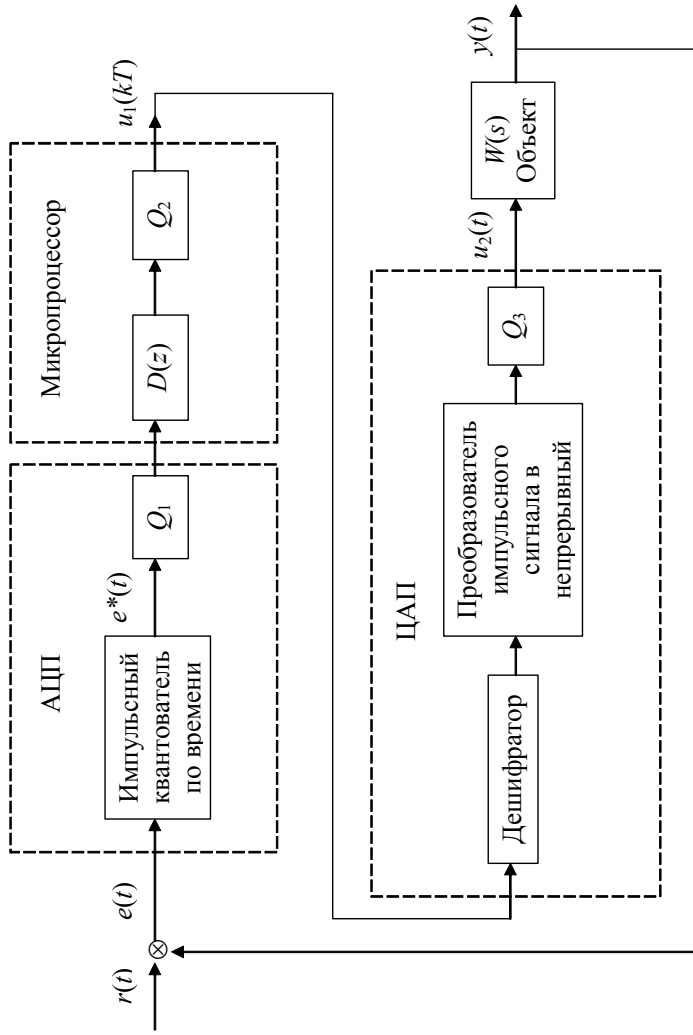 r(t)
e(t)
АЦП
Импульсный
квантователь
по времени
e*(t)
Q₁
Микропроцессор
D(z)
Q₂
u₁(kT)
ЦАП
Дешифратор
Преобразователь
импульсного
сигнала в
непрерывный
Q₃
u₂(t)
W(s)
Объект
y(t)